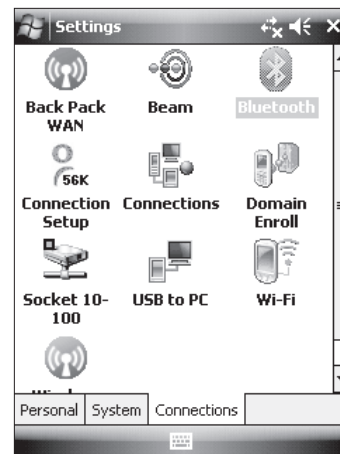 Settings
Back Pack WAN
Beam
Bluetooth
56K
Connection Setup
Connections
Domain Enroll
Socket 10-100
USB to PC
Wi-Fi
Personal System Connections